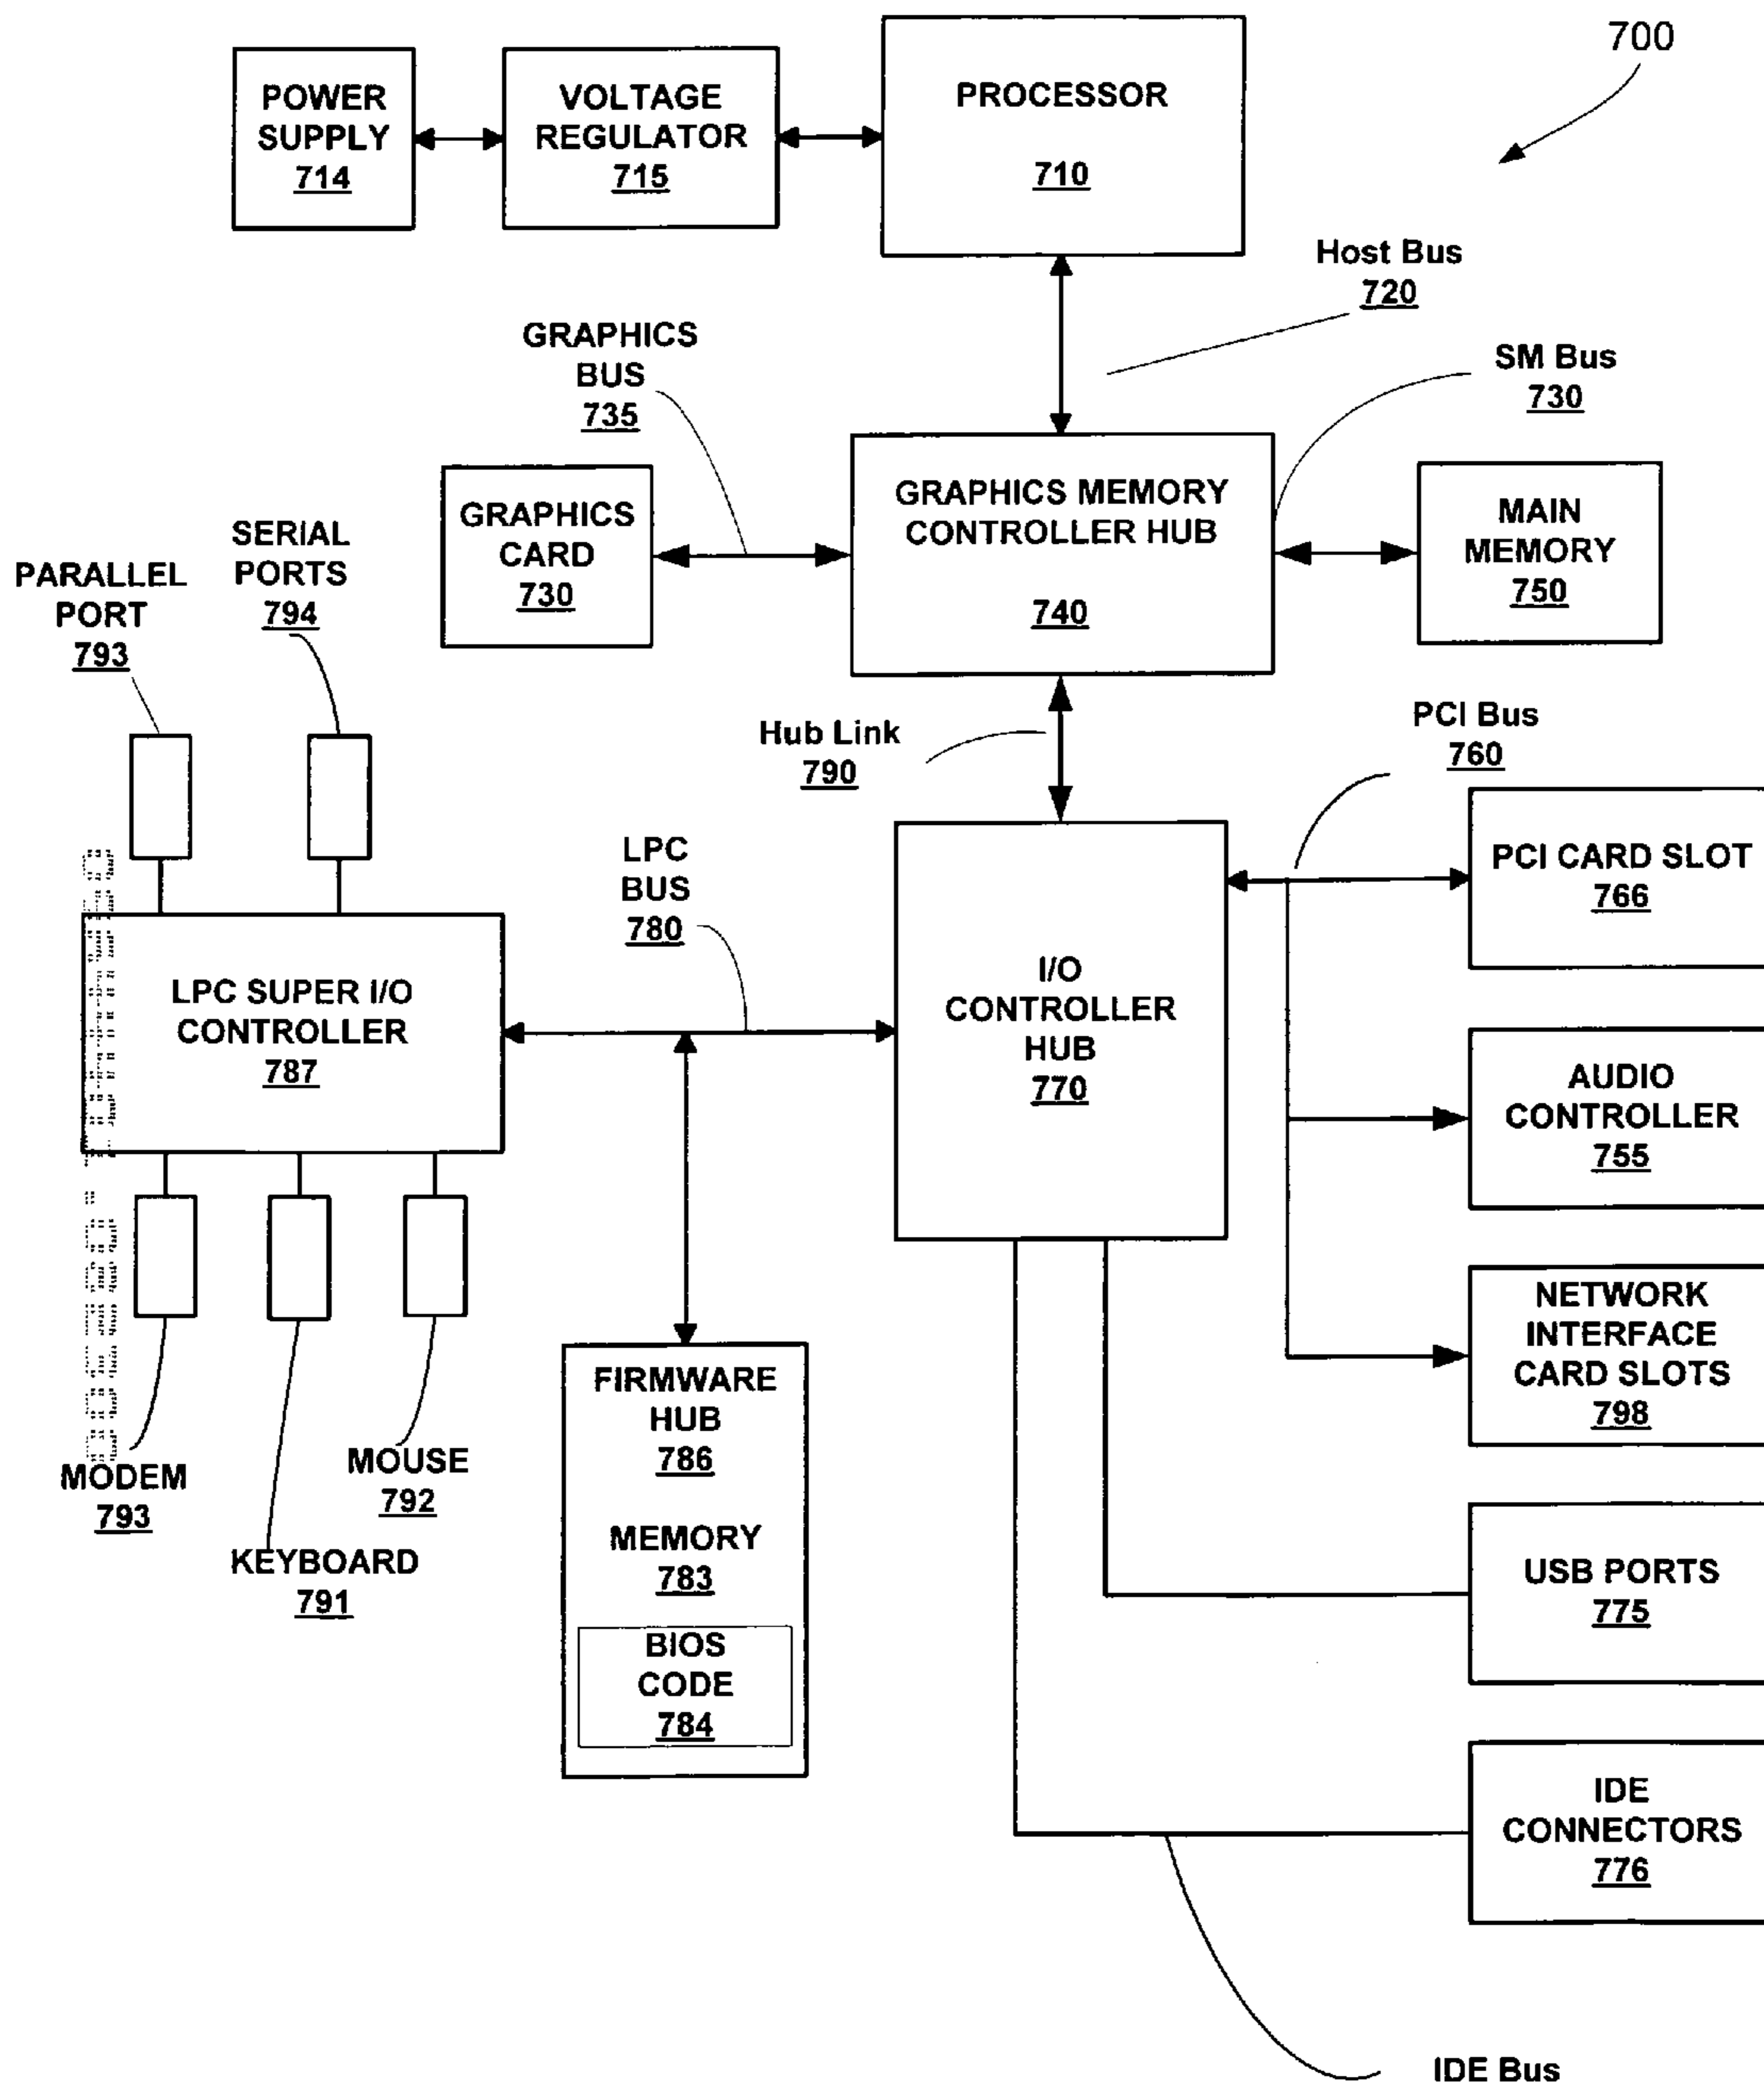 700
POWER
SUPPLY
714
VOLTAGE
REGULATOR
715
PROCESSOR
710
Host Bus
720
GRAPHICS
BUS
735
SM Bus
730
GRAPHICS
CARD
730
GRAPHICS MEMORY
CONTROLLER HUB
740
MAIN
MEMORY
750
SERIAL
PORTS
794
PARALLEL
PORT
793
Hub Link
790
PCI Bus
760
PCI CARD SLOT
766
LPC
BUS
780
LPC SUPER I/O
CONTROLLER
787
I/O
CONTROLLER
HUB
770
AUDIO
CONTROLLER
755
NETWORK
INTERFACE
CARD SLOTS
798
MODEM
793
MOUSE
792
KEYBOARD
791
FIRMWARE
HUB
786
MEMORY
783
BIOS
CODE
784
USB PORTS
775
IDE
CONNECTORS
776
IDE Bus